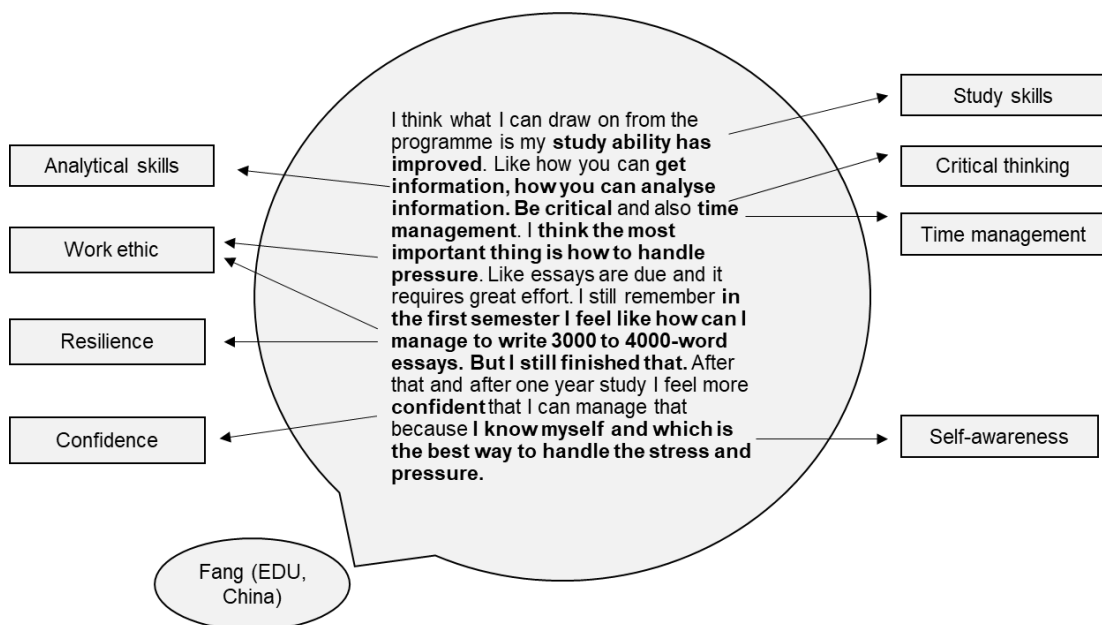 Analytical skills
Work ethic
Resilience
Confidence
I think what I can draw on from the
programme is my study ability has
improved. Like how you can get
information, how you can analyse
information. Be critical and also time
management. I think the most
important thing is how to handle
pressure. Like essays are due and it
requires great effort. I still remember in
the first semester I feel like how can I
manage to write 3000 to 4000-word
essays. But I still finished that. After
that and after one year study I feel more
confident that I can manage that
because I know myself and which is
the best way to handle the stress and
pressure.
Study skills
Critical thinking
Time management
Self-awareness
Fang (EDU,
China)